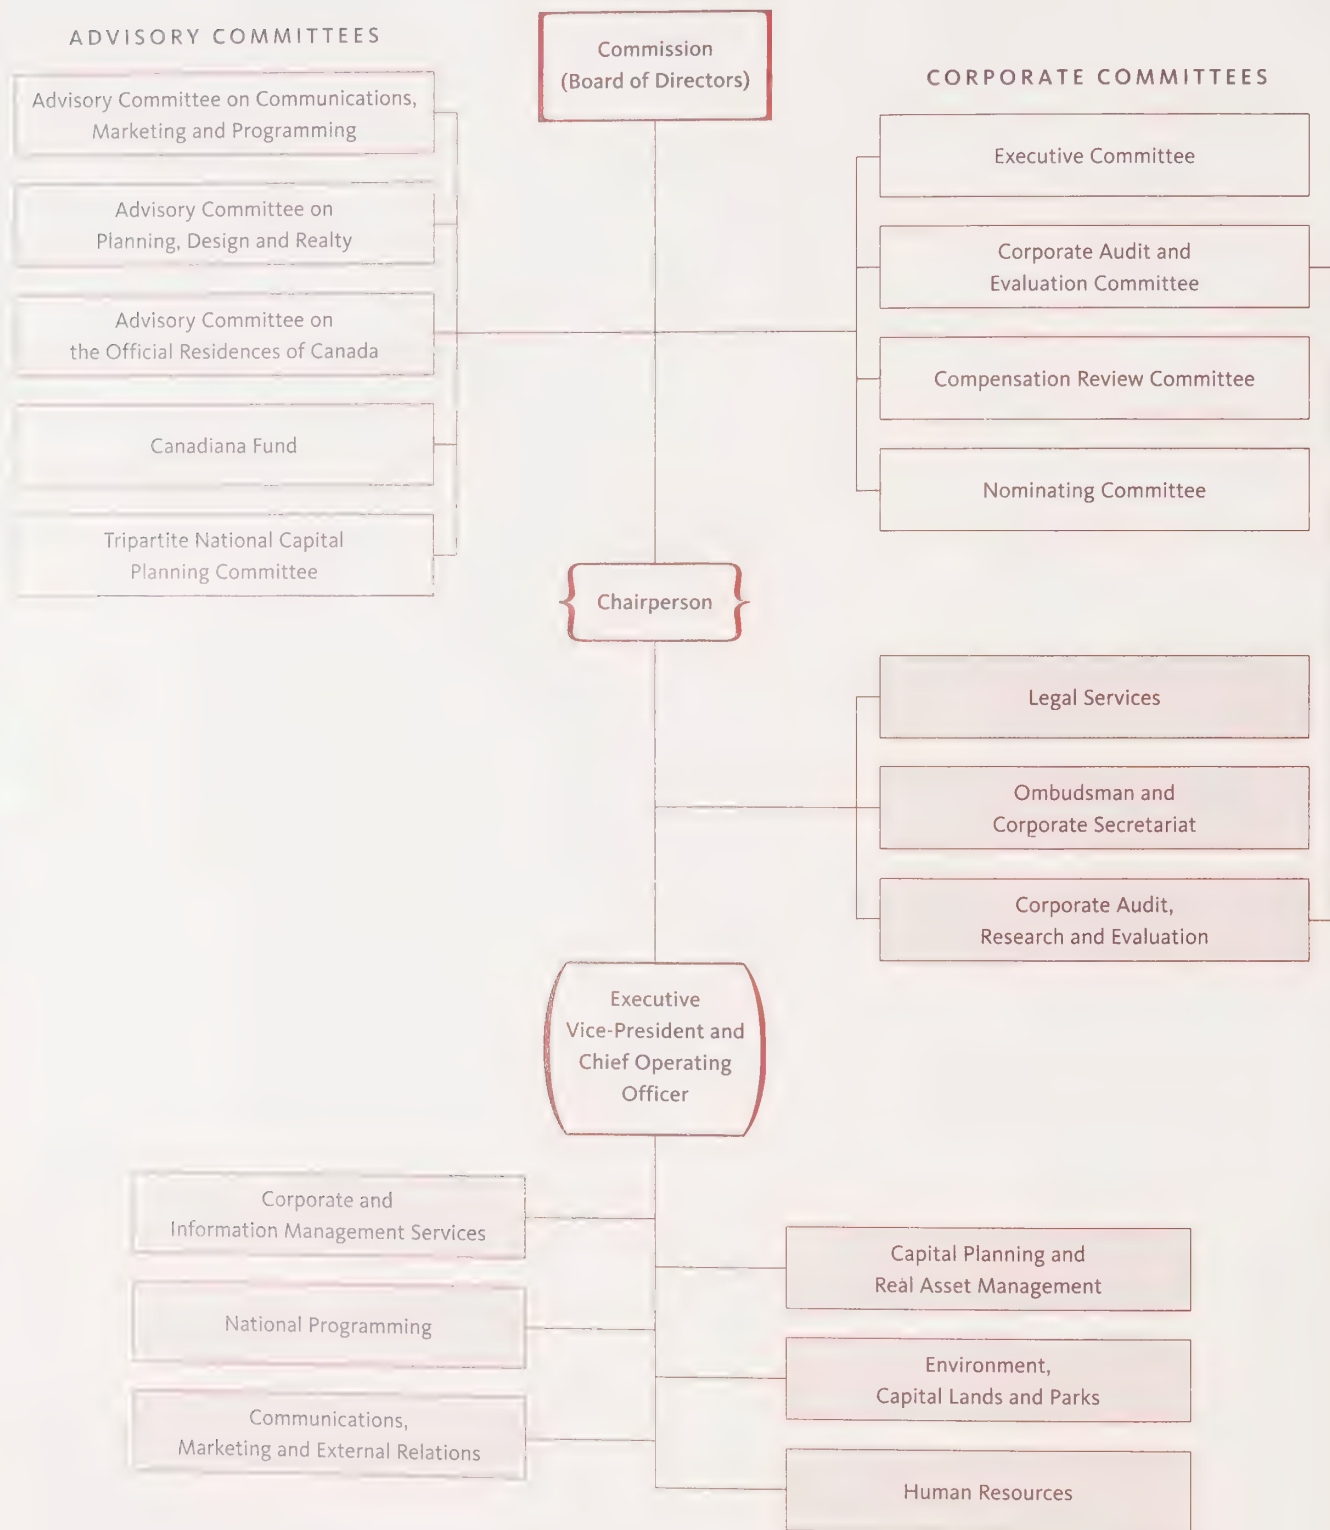 ADVISORY COMMITTEES
Advisory Committee on Communications,
Marketing and Programming
Advisory Committee on
Planning, Design and Realty
Advisory Committee on
the Official Residences of Canada
Canadiana Fund
Tripartite National Capital
Planning Committee
Commission
(Board of Directors)
CORPORATE COMMITTEES
Executive Committee
Corporate Audit and
Evaluation Committee
Compensation Review Committee
Nominating Committee
Chairperson
Legal Services
Ombudsman and
Corporate Secretariat
Corporate Audit,
Research and Evaluation
Executive
Vice-President and
Chief Operating
Officer
Corporate and
Information Management Services
National Programming
Communications,
Marketing and External Relations
Capital Planning and
Real Asset Management
Environment,
Capital Lands and Parks
Human Resources